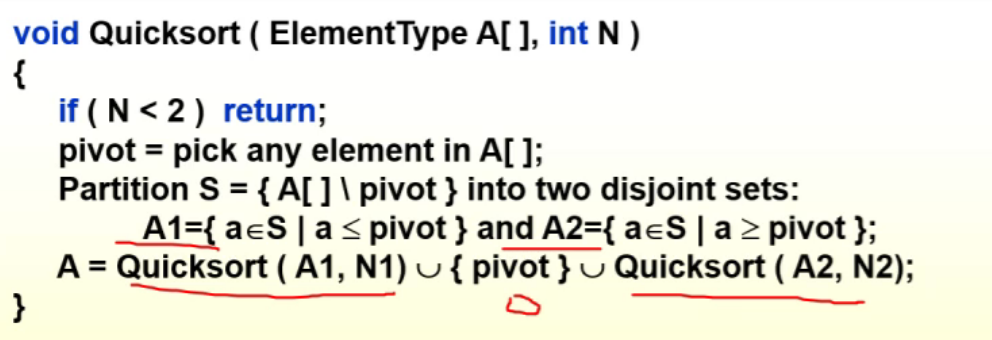 void Quicksort ( ElementType A[ ], int N )
{
if ( N < 2 ) return;
pivot = pick any element in A[ ];
Partition S = { A[ ] \ pivot } into two disjoint sets:
A1={ a∈S | a ≤ pivot } and A2={ a∈S | a ≥ pivot };
A = Quicksort ( A1, N1) ∪ { pivot } ∪ Quicksort ( A2, N2);
}